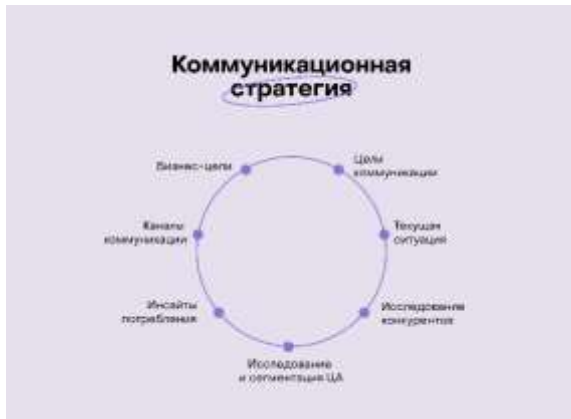 Коммуникационная
стратегия
Бизнес-цели
Цели
коммуникации
Каналы
коммуникации
Текущая
ситуация
Инсайты
потребления
Исследование
конкурентов
Исследование
и сегментация ЦА